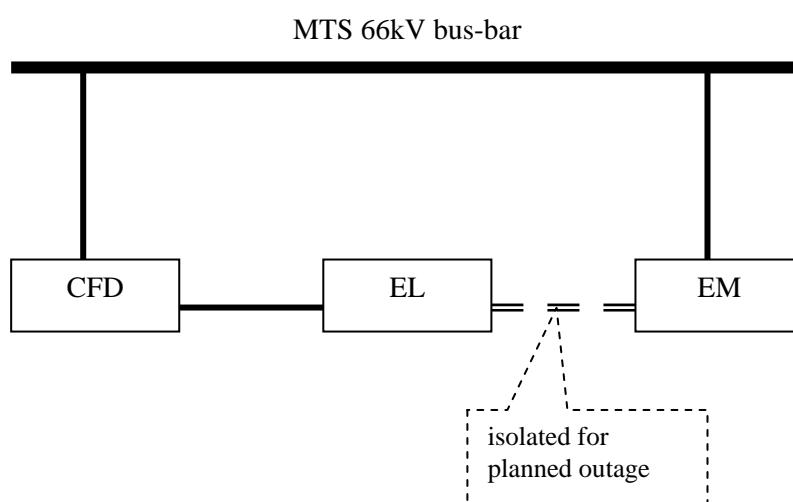 MTS 66kV bus-bar
CFD
EL
EM
isolated for
planned outage